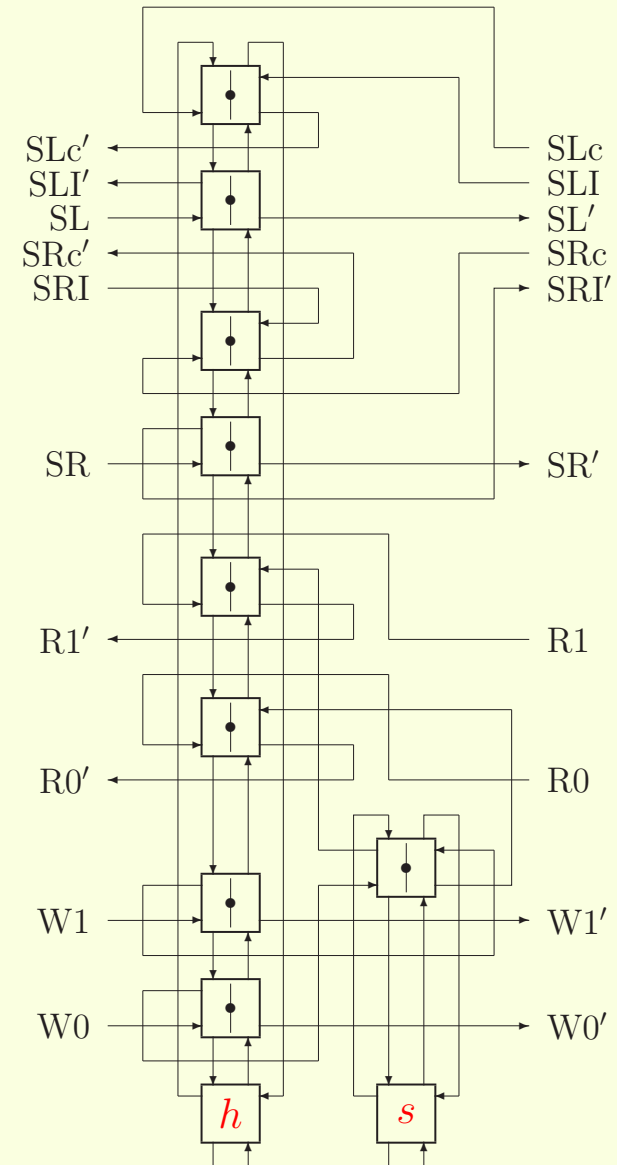 SLc′ SLc
SLI′ SLI
SL SL′
SRc′ SRc
SRI SRI′
SR SR′
R1′ R1
R0′ R0
W1 W1′
W0 W0′
h s